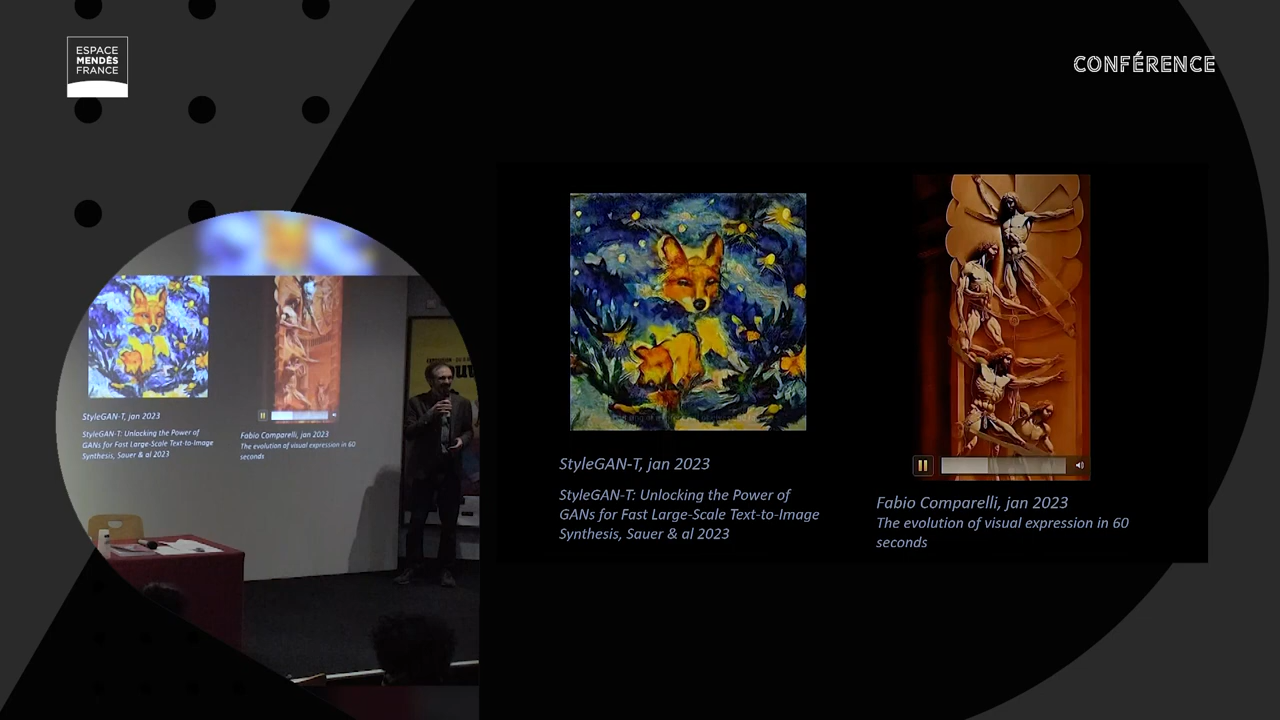 ESPACE
MENDÈS
FRANCE
CONFÉRENCE
StyleGAN-T, jan 2023
StyleGAN-T: Unlocking the Power of
GANs for Fast Large-Scale Text-to-Image
Synthesis, Sauer & al 2023
Fabio Comparelli, jan 2023
The evolution of visual expression in 60
seconds
StyleGAN-T, jan 2023
StyleGAN-T: Unlocking the Power of
GANs for Fast Large-Scale Text-to-Image
Synthesis, Sauer & al 2023
Fabio Comparelli, jan 2023
The evolution of visual expression in 60
seconds